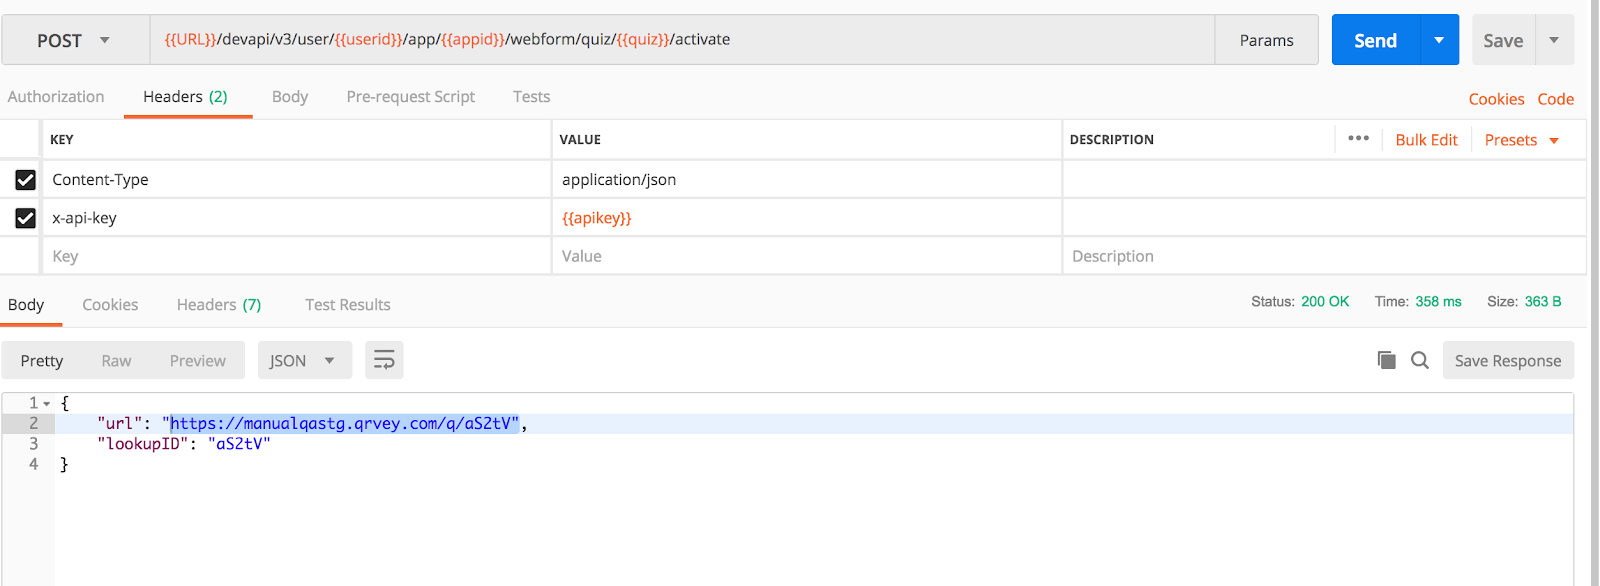 POST {{URL}}/devapi/v3/user/{{userid}}/app/{{appid}}/webform/quiz/{{quiz}}/activate Params Send Save
Authorization Headers (2) Body Pre-request Script Tests Cookies Code
KEY VALUE DESCRIPTION ••• Bulk Edit Presets
Content-Type application/json
x-api-key {{apikey}}
Key Value Description
Body Cookies Headers (7) Test Results Status: 200 OK Time: 358 ms Size: 363 B
Pretty Raw Preview JSON Save Response
1 {
2 "url": "https://manualqastg.qrvey.com/q/aS2tV",
3 "lookupID": "aS2tV"
4 }